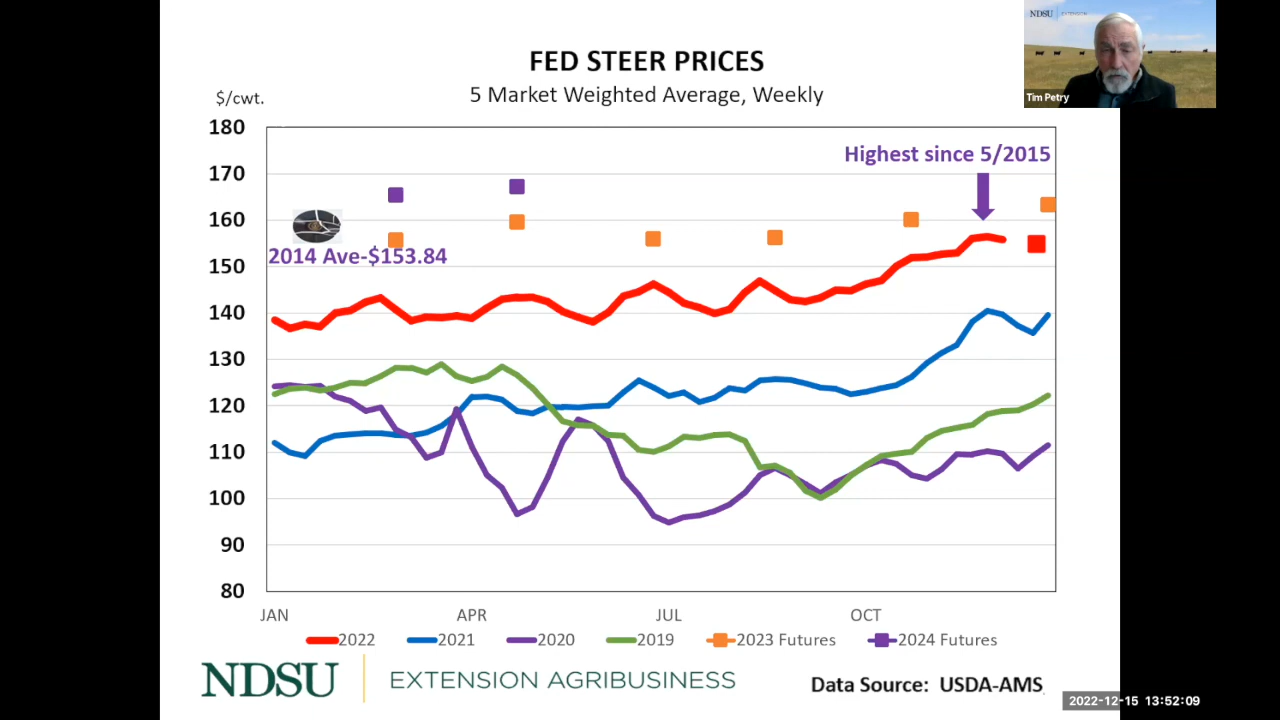 NDSU EXTENSION
Tim Petry
FED STEER PRICES
5 Market Weighted Average, Weekly
$/cwt.
180
170
160
150
140
130
120
110
100
90
80
Highest since 5/2015
2014 Ave-$153.84
JAN APR JUL OCT
2022 2021 2020 2019 2023 Futures 2024 Futures
NDSU EXTENSION AGRIBUSINESS
Data Source: USDA-AMS
2022-12-15 13:52:09